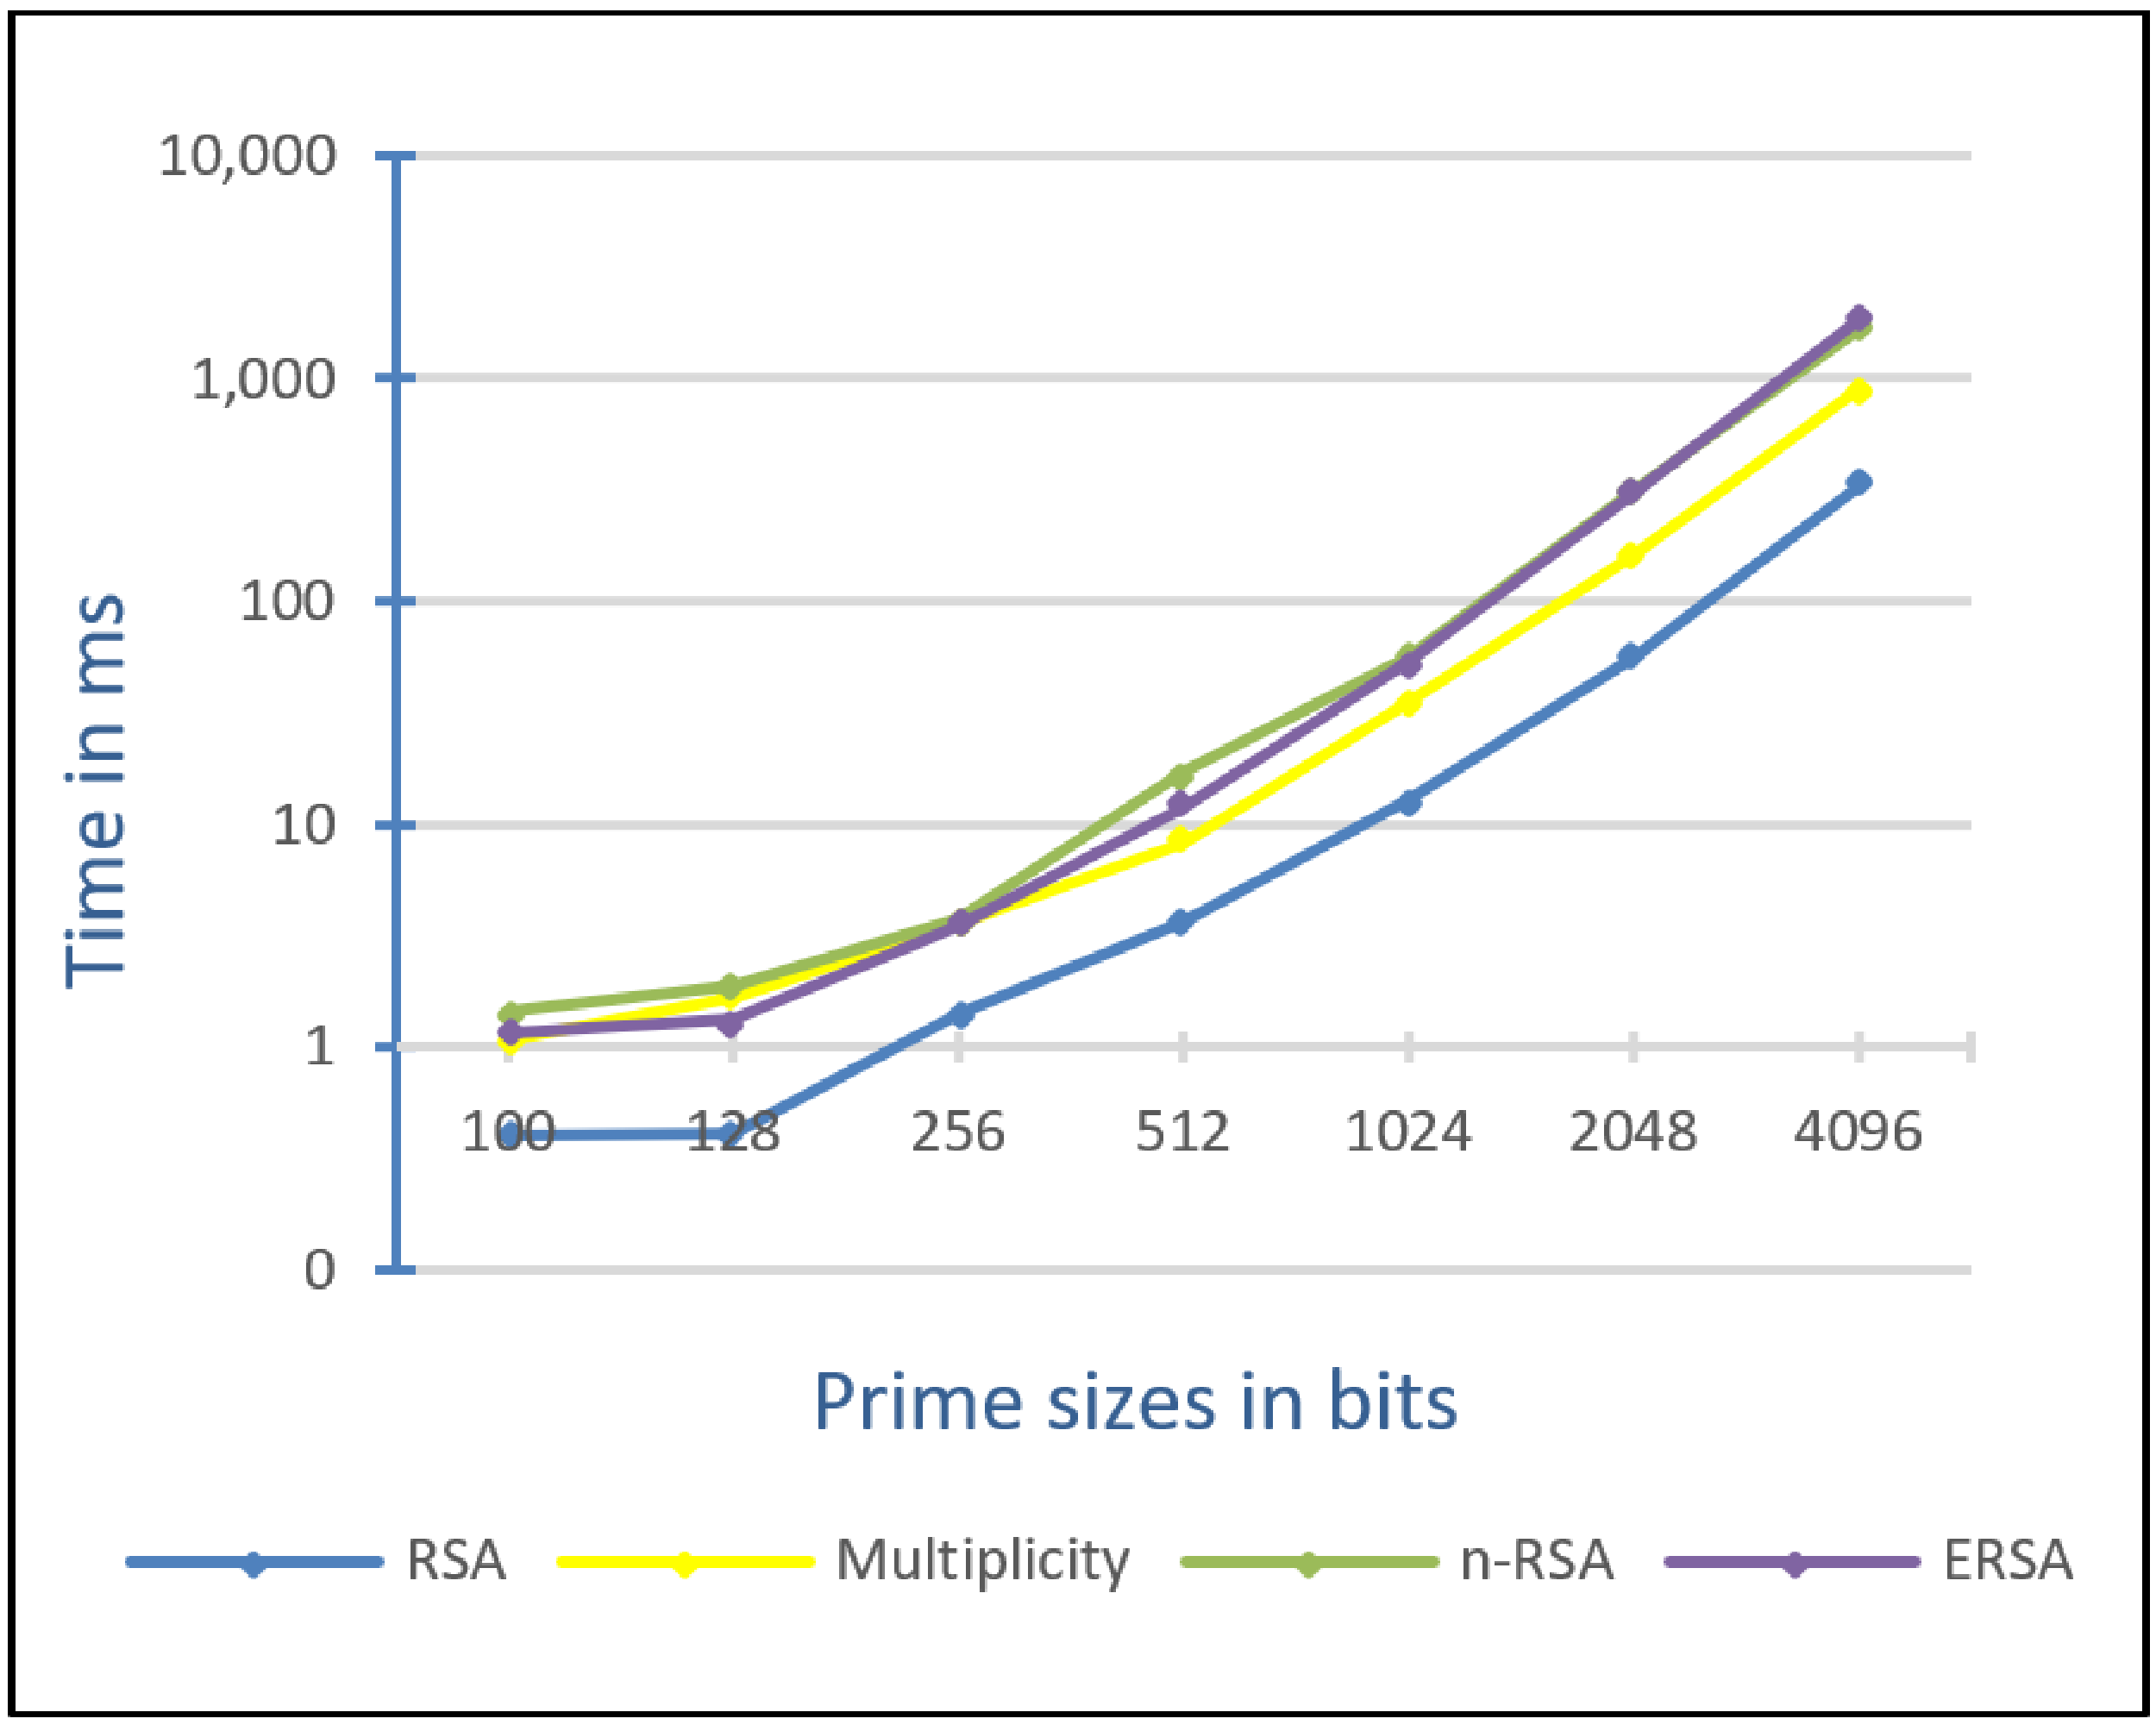 10,000
1,000
100
10
1
0
Time in ms
100 128 256 512 1024 2048 4096
Prime sizes in bits
RSA Multiplicity n-RSA ERSA